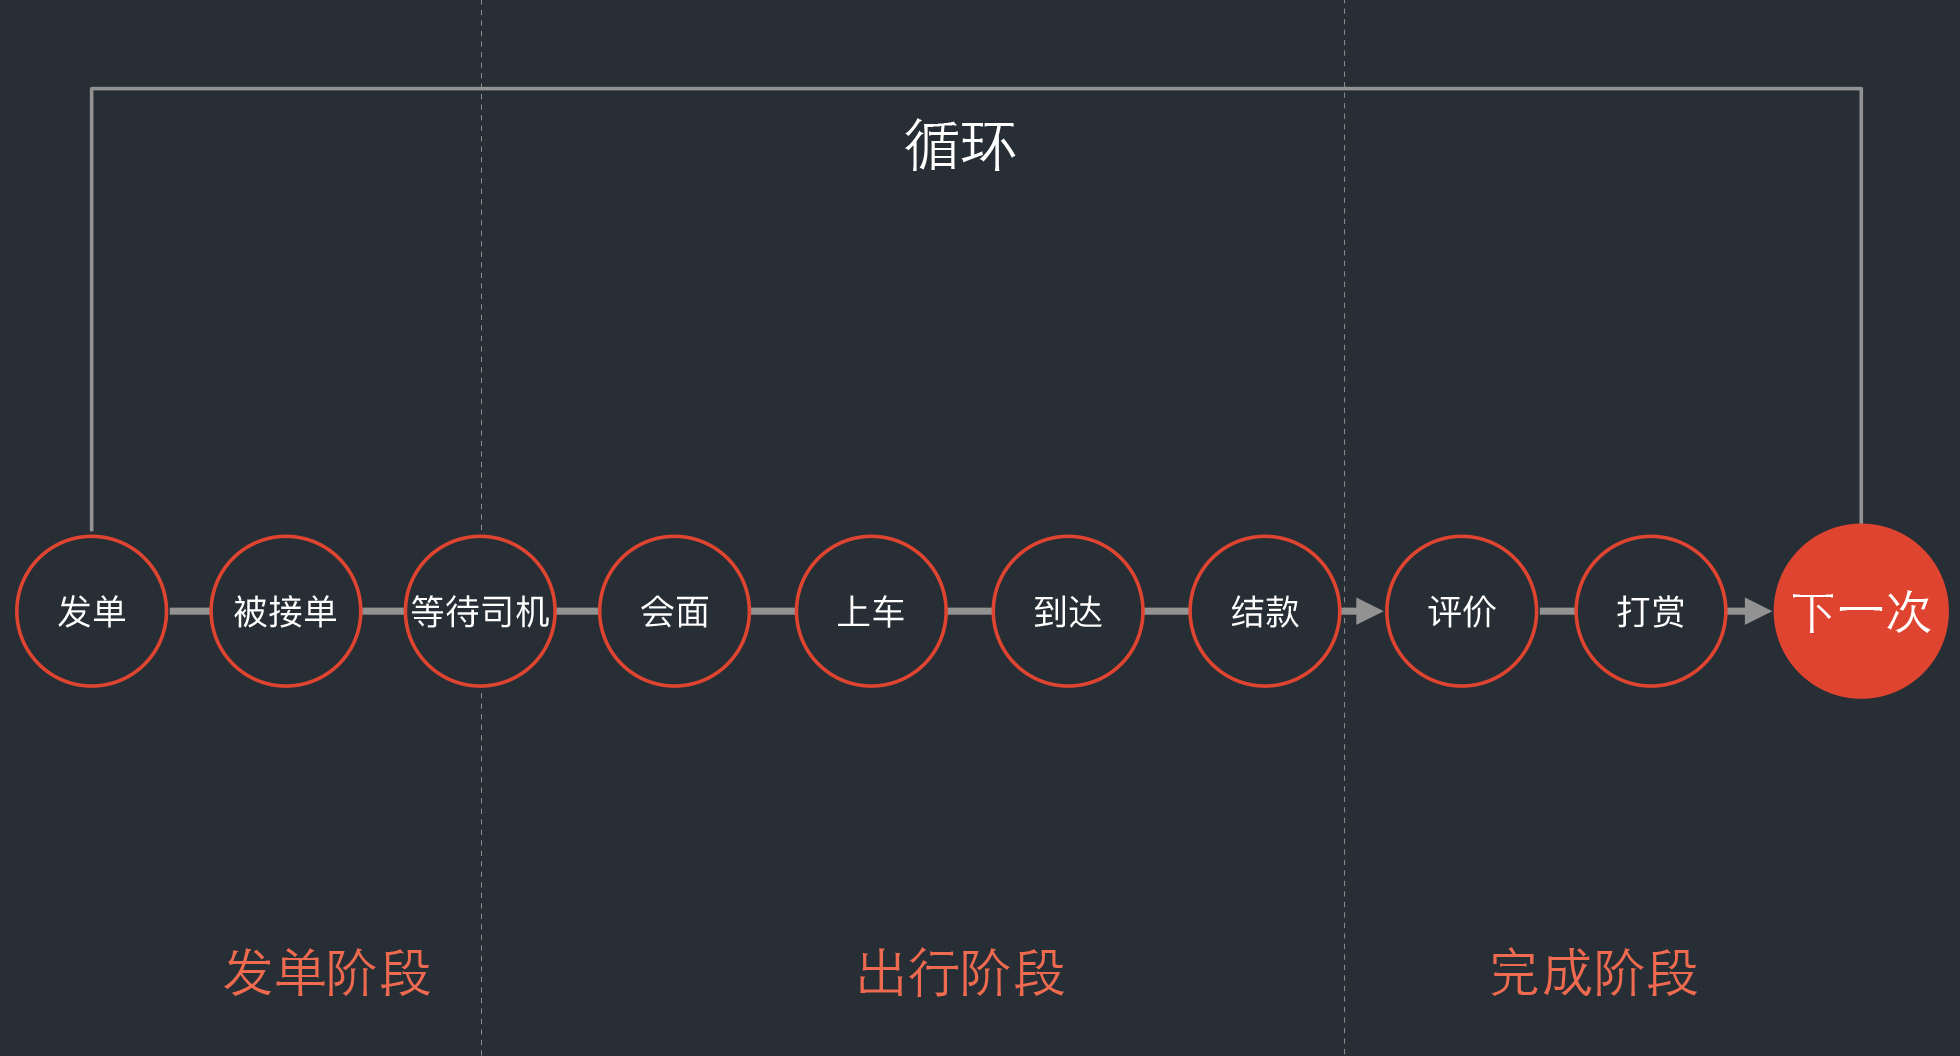 循环
发单
被接单
等待司机
会面
上车
到达
结款
评价
打赏
下一次
发单阶段
出行阶段
完成阶段